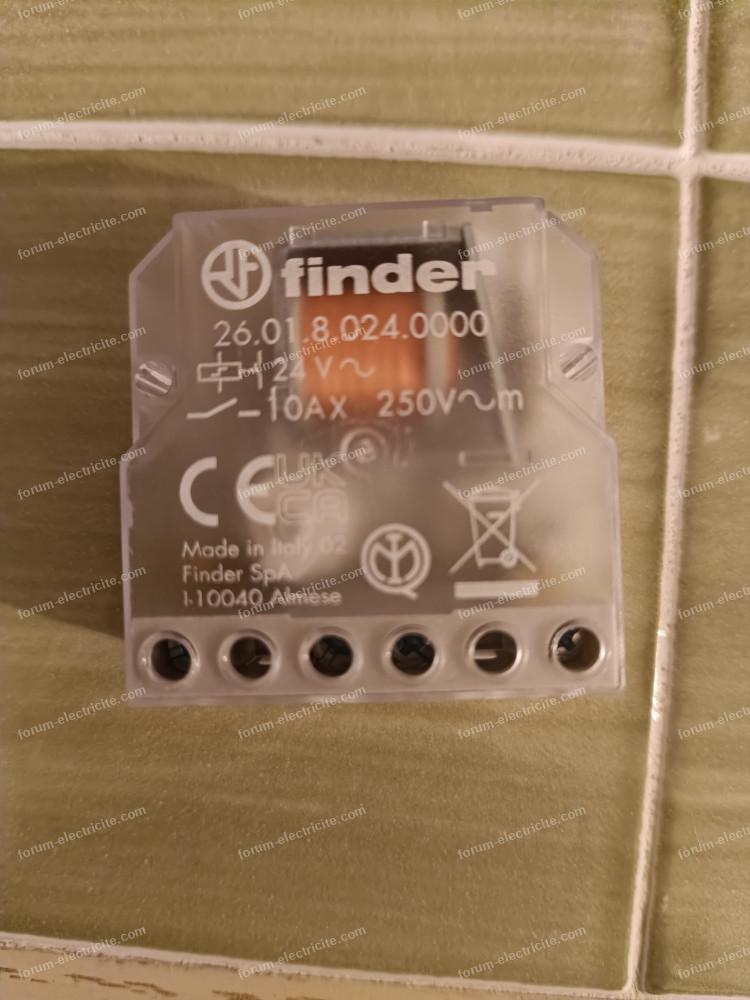 finder
26.01.8.024.0000
24 V~
10AX 250V~m
CE UK CA
Made in Italy 02
Finder SpA
I-10040 Almese
forum-electricite.com